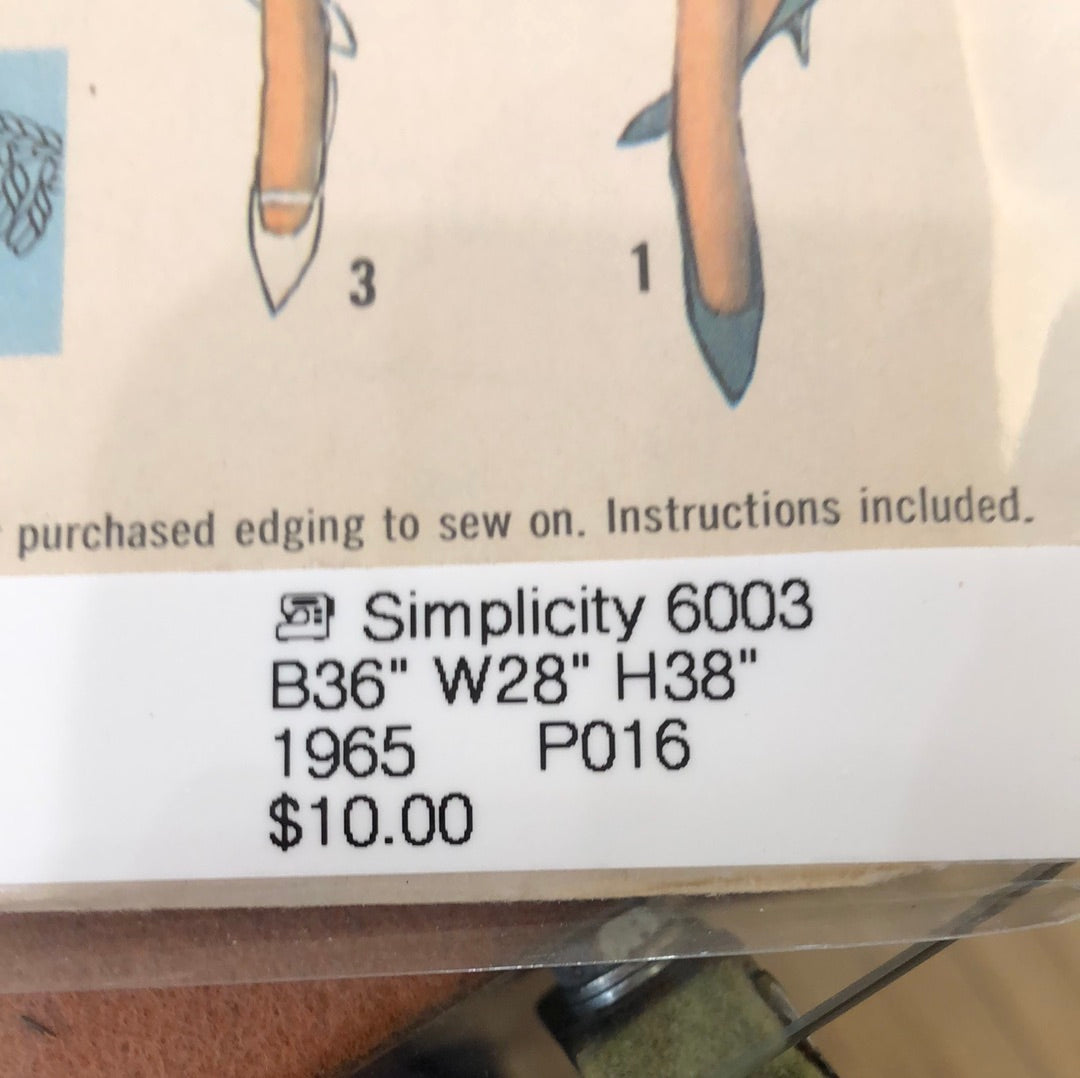 3
1
purchased edging to sew on. Instructions included.
Simplicity 6003
B36" W28" H38"
1965 P016
$10.00